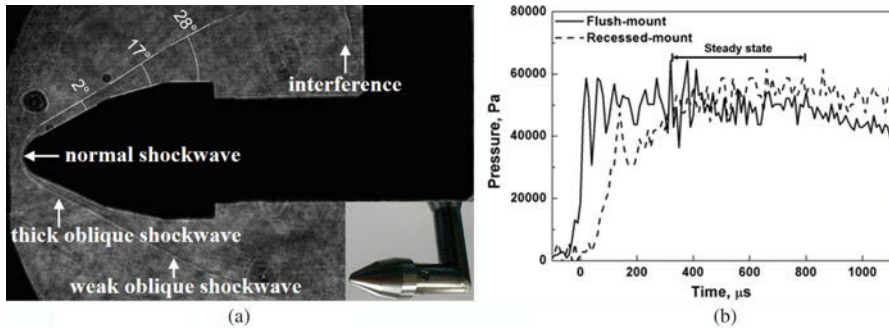 2°
17°
28°
interference
normal shockwave
thick oblique shockwave
weak oblique shockwave
(a)
80000
60000
40000
20000
0
Pressure, Pa
Flush-mount
Recessed-mount
Steady state
0 200 400 600 800 1000
Time, μs
(b)